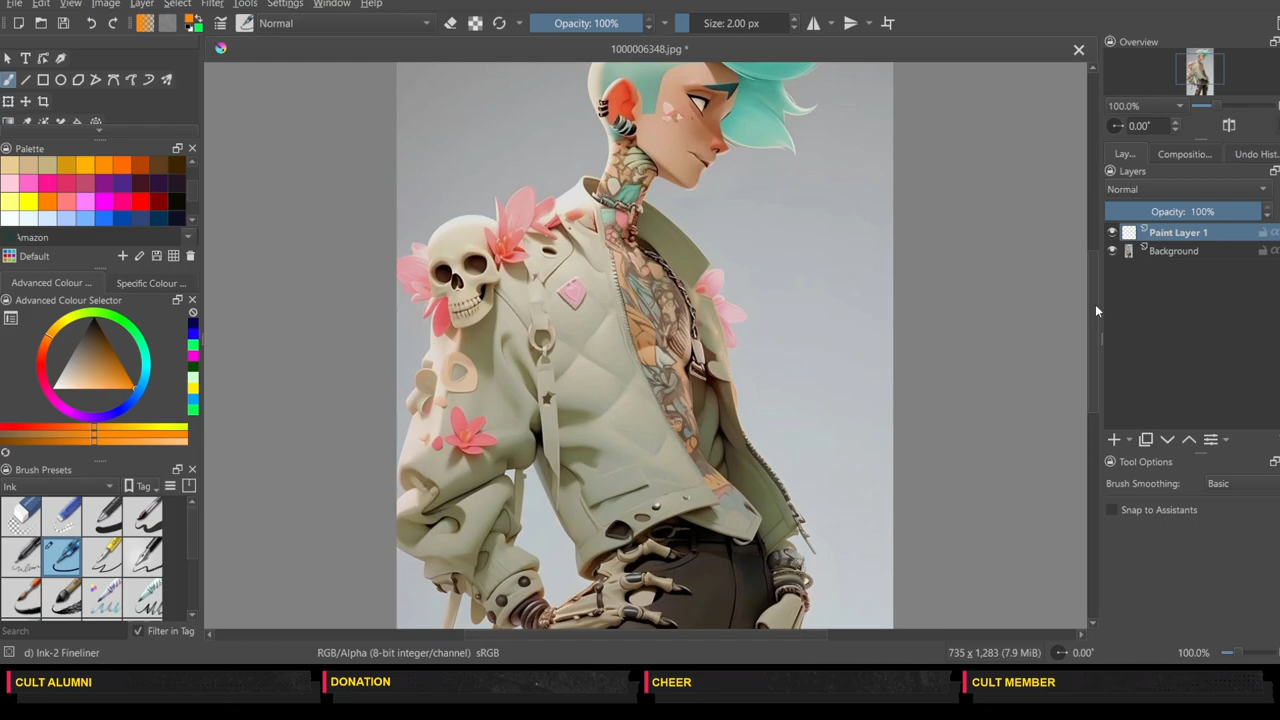 File Edit View Image Layer Select Filter Tools Settings Window Help
Normal
Opacity: 100%
Size: 2.00 px
1000006348.jpg *
Overview
100.0%
0.00°
Palette
Lay... Compositio... Undo Hist...
Layers
Normal
Opacity: 100%
Paint Layer 1
Background
Amazon
Default
Advanced Colour ... Specific Colour ...
Advanced Colour Selector
Tool Options
Brush Smoothing: Basic
Snap to Assistants
Brush Presets
Ink
Tag
Search
Filter in Tag
d) Ink-2 Fineliner
RGB/Alpha (8-bit integer/channel) sRGB
735 x 1,283 (7.9 MiB)
0.00°
100.0%
CULT ALUMNI
DONATION
CHEER
CULT MEMBER